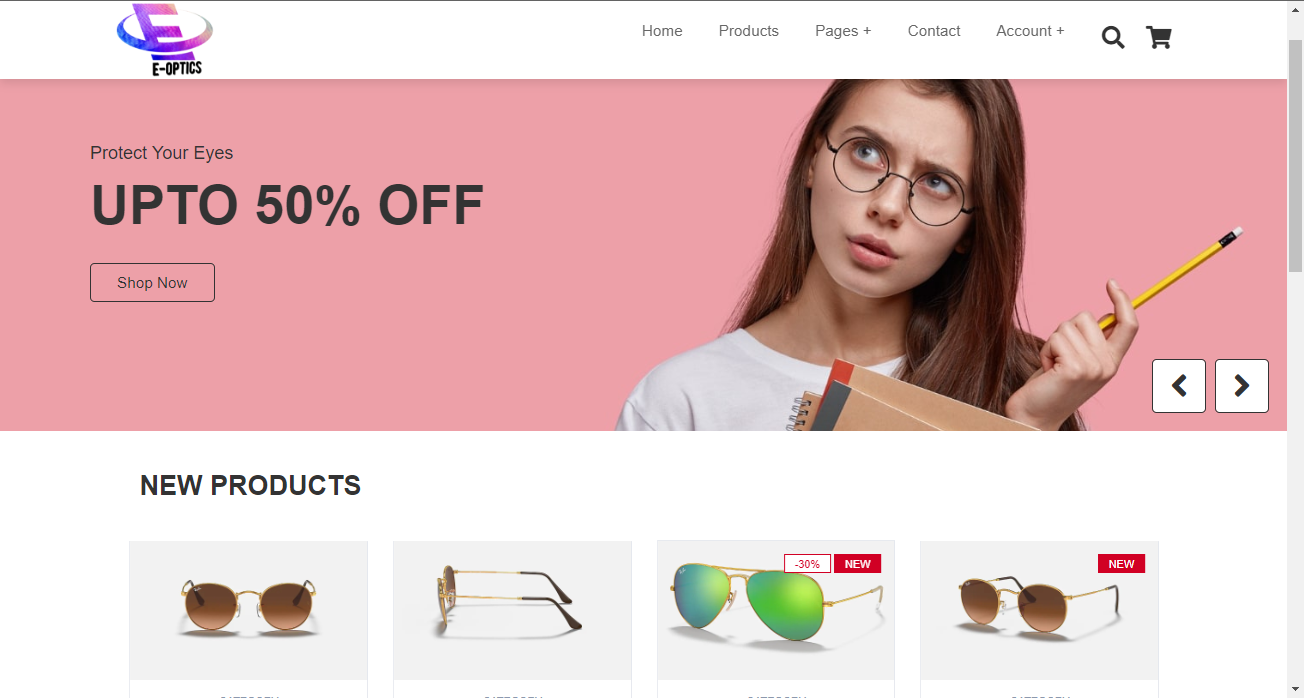 E-OPTICS
Home Products Pages + Contact Account +
Protect Your Eyes
UPTO 50% OFF
Shop Now
NEW PRODUCTS
-30% NEW
NEW